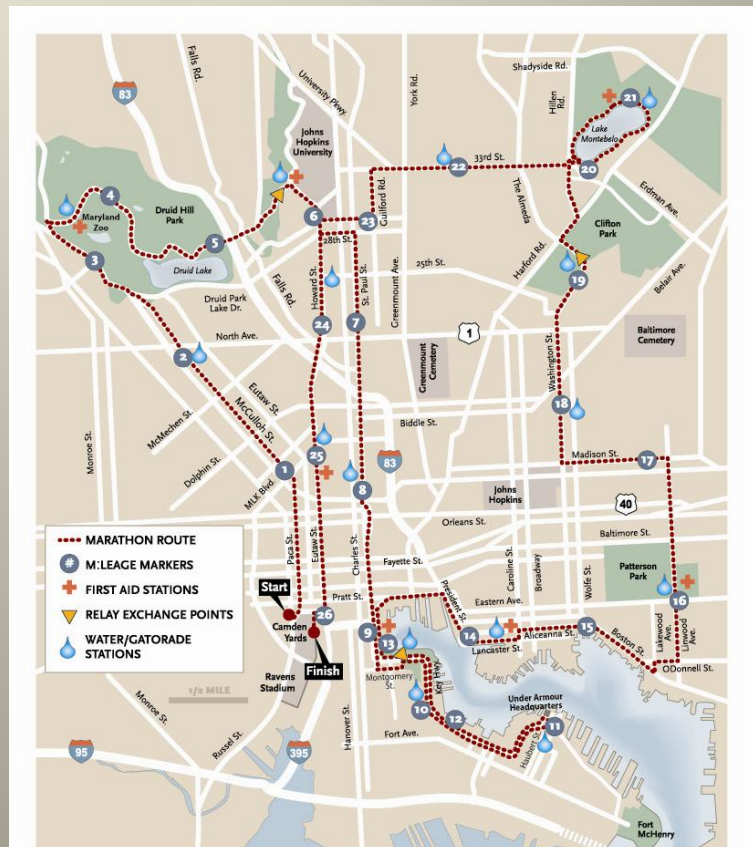 Falls Rd.
83
Falls Rd.
University Pkwy.
York Rd.
Shadyside Rd.
Hillen Rd.
21
Lake
Montebello
Johns
Hopkins
University
33rd St.
22
20
The Alameda
Erdman Ave.
4
Maryland
Zoo
Druid Hill
Park
5
6
23
Guilford Rd.
28th St.
Clifton
Park
Harford Rd.
19
Belair Ave.
3
Druid Lake
Druid Park
Lake Dr.
Falls Rd.
Howard St.
St. Paul St.
Greenmount Ave.
25th St.
24
7
North Ave.
1
Greenmount
Cemetery
Washington St.
Baltimore
Cemetery
2
Eutaw St.
McCulloh St.
McMechen St.
Dolphin St.
Monroe St.
Biddle St.
18
25
83
Madison St.
17
1
MLK Blvd.
8
Johns
Hopkins
40
Orleans St.
Baltimore St.
Paca St.
Eutaw St.
Charles St.
Fayette St.
Caroline St.
Broadway
Wolfe St.
Patterson
Park
MARATHON ROUTE
# M:LEAGE MARKERS
FIRST AID STATIONS
RELAY EXCHANGE POINTS
WATER/GATORADE
STATIONS
Start
Camden
Yards
26
Finish
Pratt St.
President St.
Eastern Ave.
16
Lakewood
Ave.
Linwood
Ave.
9
13
14
Lancaster St.
Aliceanna St.
15
Boston St.
O'Donnell St.
Ravens
Stadium
1/2 MILE
Montgomery
St.
Key Hwy.
10
12
Under Armour
Headquarters
11
Haubert St.
Monroe St.
Russel St.
Hanover St.
Fort Ave.
95
395
Fort
McHenry